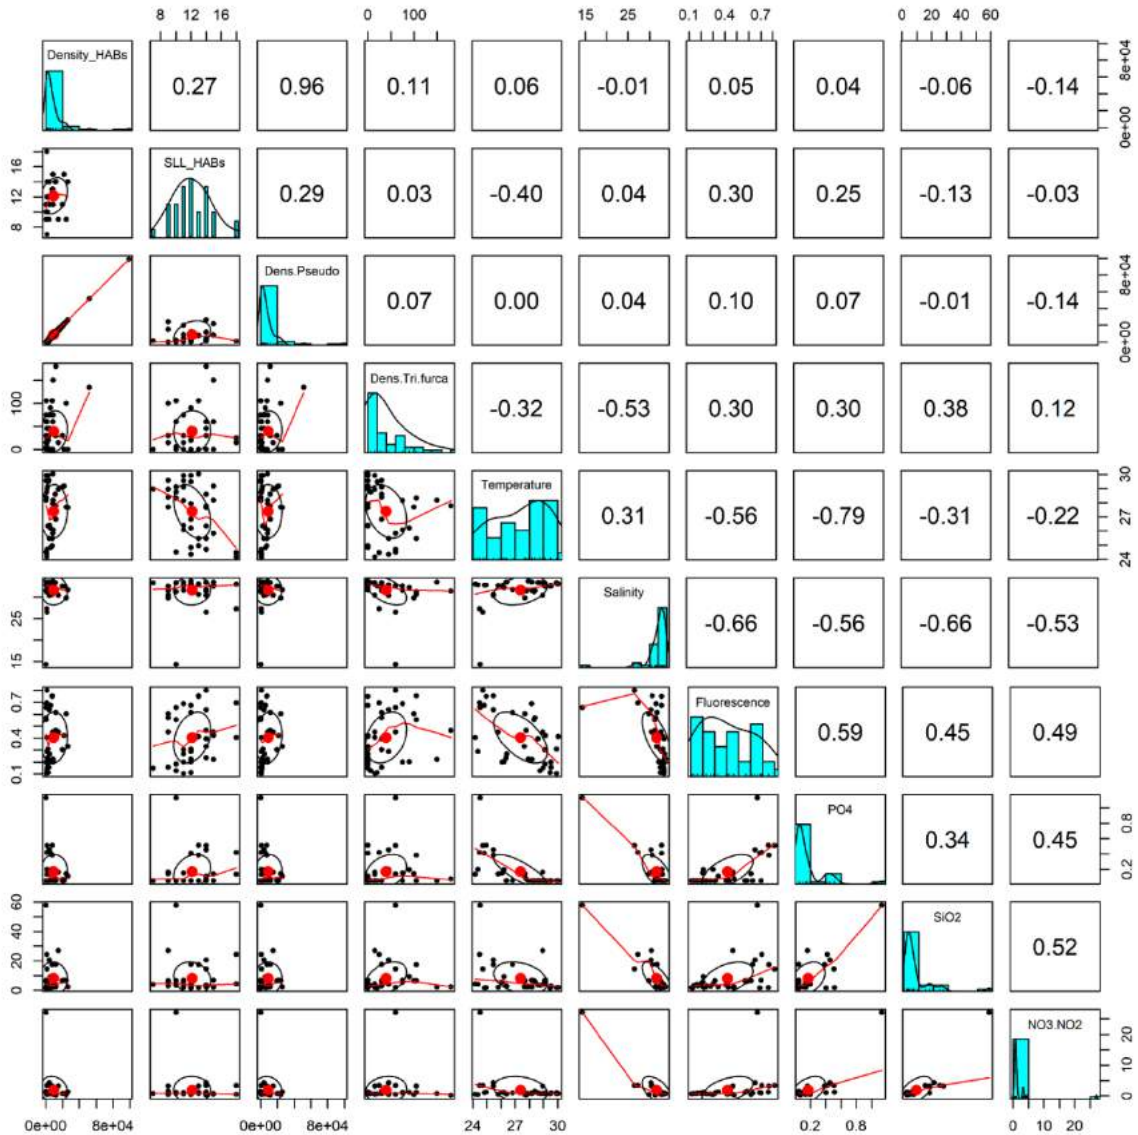 8 12 16 0 100 15 25 0.1 0.4 0.7 0 20 40 60
Density_HABs 0.27 0.96 0.11 0.06 -0.01 0.05 0.04 -0.06 -0.14 0e+00 8e+04
8 12 16 SLL_HABs 0.29 0.03 -0.40 0.04 0.30 0.25 -0.13 -0.03
Dens.Pseudo 0.07 0.00 0.04 0.10 0.07 -0.01 -0.14 0e+00 8e+04
0 100 Dens.Tri.furca -0.32 -0.53 0.30 0.30 0.38 0.12
Temperature 0.31 -0.56 -0.79 -0.31 -0.22 24 27 30
15 25 Salinity -0.66 -0.56 -0.66 -0.53
0.1 0.4 0.7 Fluorescence 0.59 0.45 0.49
PO4 0.34 0.45 0.2 0.8
0 20 40 60 SiO2 0.52
NO3.NO2 0 10 20
0e+00 8e+04 0e+00 8e+04 24 27 30 0.2 0.8 0 10 20